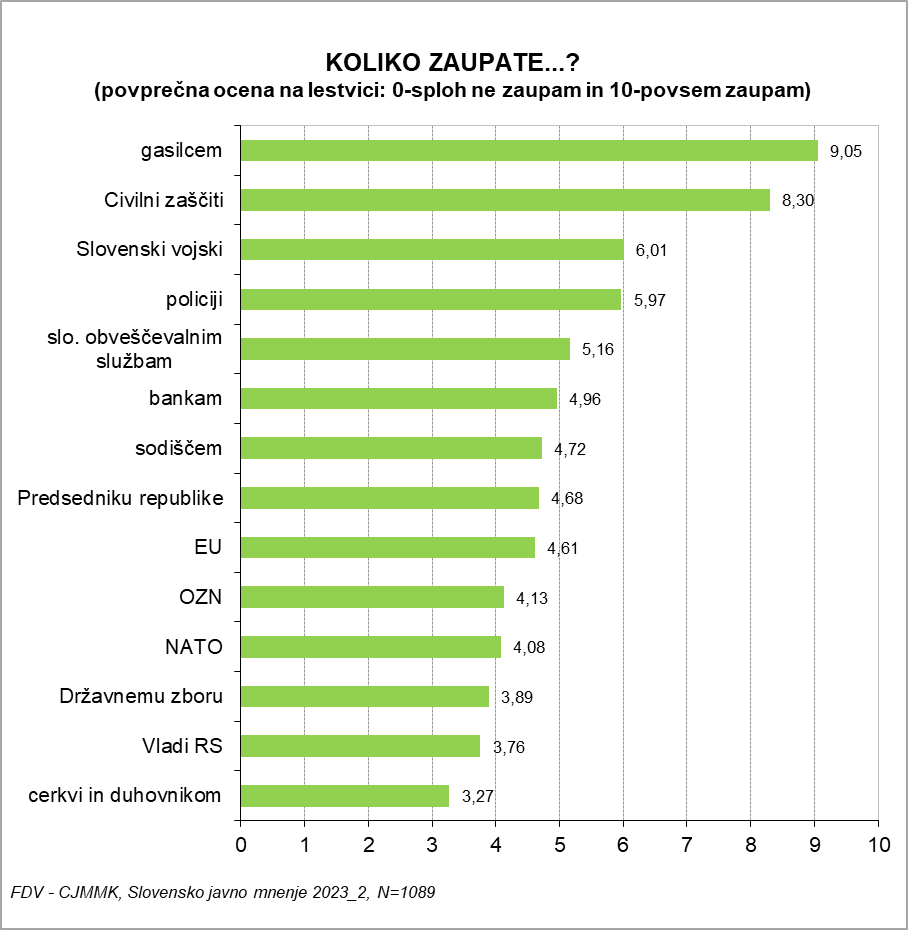 KOLIKO ZAUPATE...?
(povprečna ocena na lestvici: 0-sploh ne zaupam in 10-povsem zaupam)
gasilcem 9,05
Civilni zaščiti 8,30
Slovenski vojski 6,01
policiji 5,97
slo. obveščevalnim
službam 5,16
bankam 4,96
sodiščem 4,72
Predsedniku republike 4,68
EU 4,61
OZN 4,13
NATO 4,08
Državnemu zboru 3,89
Vladi RS 3,76
cerkvi in duhovnikom 3,27
0 1 2 3 4 5 6 7 8 9 10
FDV - CJMMK, Slovensko javno mnenje 2023_2, N=1089